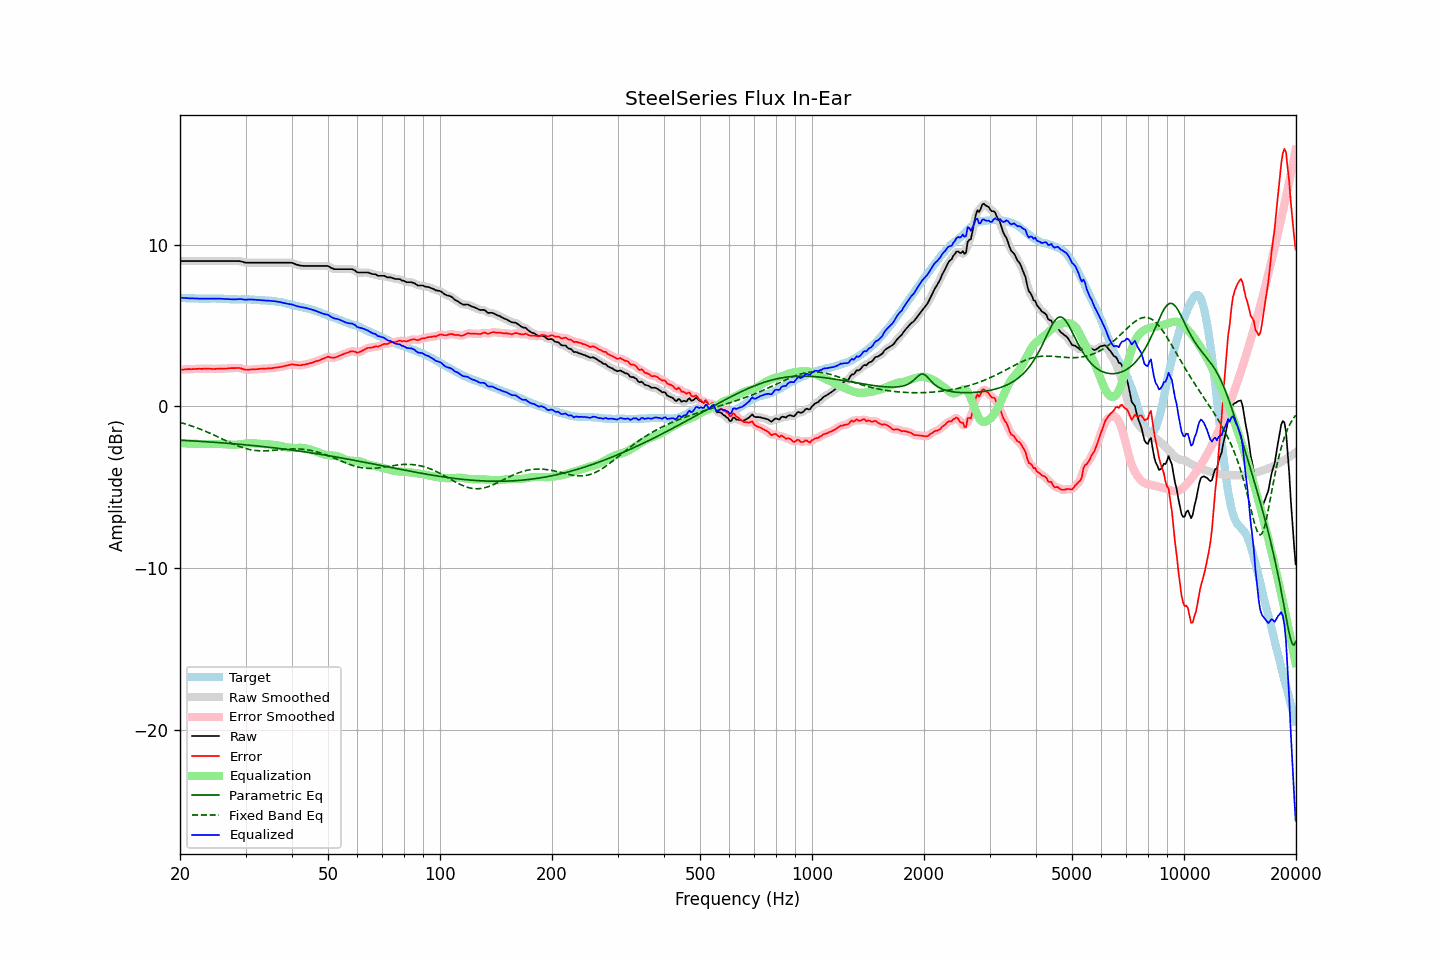 SteelSeries Flux In-Ear
Amplitude (dBr)
10
0
−10
−20
Target
Raw Smoothed
Error Smoothed
Raw
Error
Equalization
Parametric Eq
Fixed Band Eq
Equalized
20 50 100 200 500 1000 2000 5000 10000 20000
Frequency (Hz)